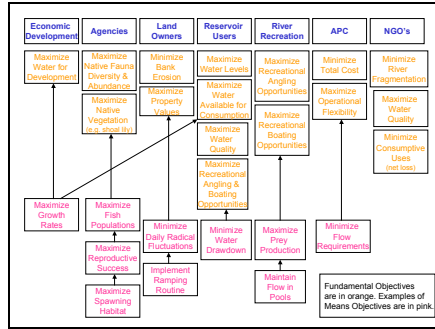 Economic
Development
Agencies
Land
Owners
Reservoir
Users
River
Recreation
APC
NGO's
Maximize
Water for
Development
Maximize
Native Fauna
Diversity &
Abundance
Minimize
Bank
Erosion
Maximize
Water Levels
Maximize
Recreational
Angling
Opportunities
Minimize
Total Cost
Minimize
River
Fragmentation
Maximize
Native
Vegetation
(e.g. shoal lily)
Maximize
Property
Values
Maximize
Water
Available for
Consumption
Maximize
Recreational
Boating
Opportunities
Maximize
Operational
Flexibility
Maximize
Water
Quality
Maximize
Water
Quality
Minimize
Consumptive
Uses
(net loss)
Maximize
Recreational
Angling &
Boating
Opportunities
Maximize
Growth
Rates
Maximize
Fish
Populations
Minimize
Daily Radical
Fluctuations
Minimize
Water
Drawdown
Maximize
Prey
Production
Minimize
Flow
Requirements
Maximize
Reproductive
Success
Implement
Ramping
Routine
Maintain
Flow in
Pools
Maximize
Spawning
Habitat
Fundamental Objectives
are in orange. Examples of
Means Objectives are in pink.